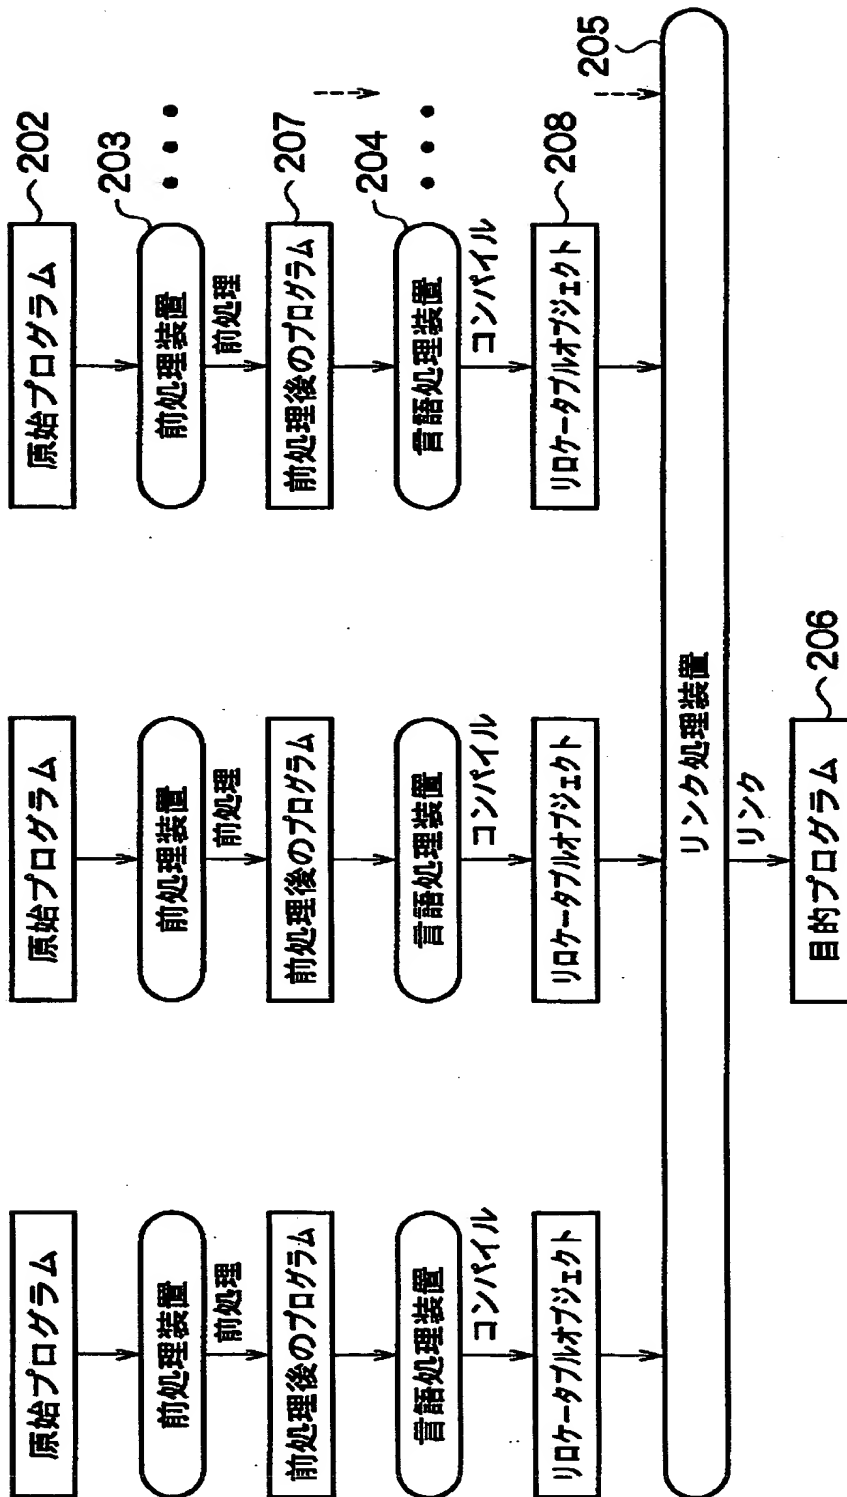 原始プログラム
原始プログラム
原始プログラム
202
前処理装置
前処理装置
前処理装置
203
• • •
前処理
前処理
前処理
前処理後のプログラム
前処理後のプログラム
前処理後のプログラム
207
言語処理装置
言語処理装置
言語処理装置
204
• • •
コンパイル
コンパイル
コンパイル
リロケータブルオブジェクト
リロケータブルオブジェクト
リロケータブルオブジェクト
208
リンク処理装置
205
リンク
目的プログラム
206